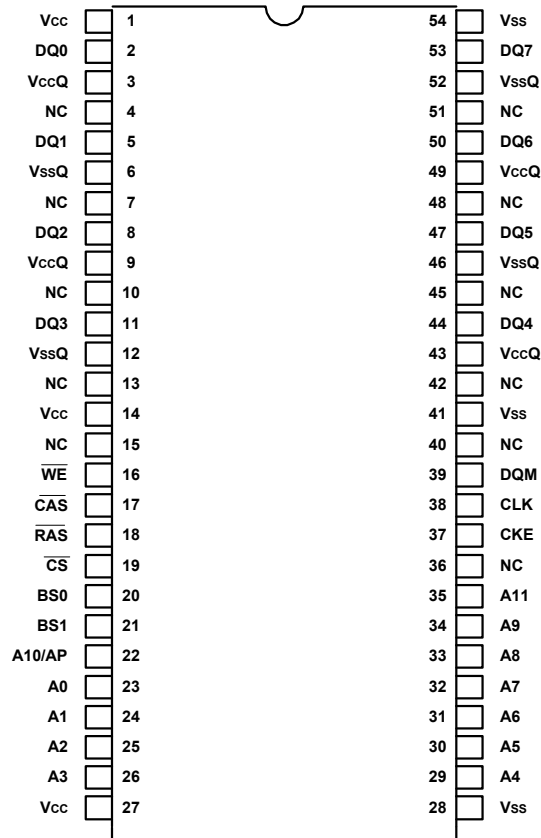 Vcc 1 54 Vss
DQ0 2 53 DQ7
VccQ 3 52 VssQ
NC 4 51 NC
DQ1 5 50 DQ6
VssQ 6 49 VccQ
NC 7 48 NC
DQ2 8 47 DQ5
VccQ 9 46 VssQ
NC 10 45 NC
DQ3 11 44 DQ4
VssQ 12 43 VccQ
NC 13 42 NC
Vcc 14 41 Vss
NC 15 40 NC
W̅E̅ 16 39 DQM
C̅A̅S̅ 17 38 CLK
R̅A̅S̅ 18 37 CKE
C̅S̅ 19 36 NC
BS0 20 35 A11
BS1 21 34 A9
A10/AP 22 33 A8
A0 23 32 A7
A1 24 31 A6
A2 25 30 A5
A3 26 29 A4
Vcc 27 28 Vss